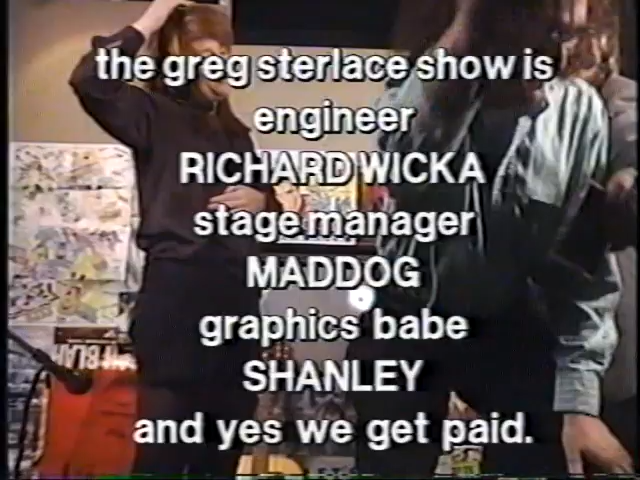 the greg sterlace show is
engineer
RICHARD WICKA
stage manager
MADDOG
graphics babe
SHANLEY
and yes we get paid.